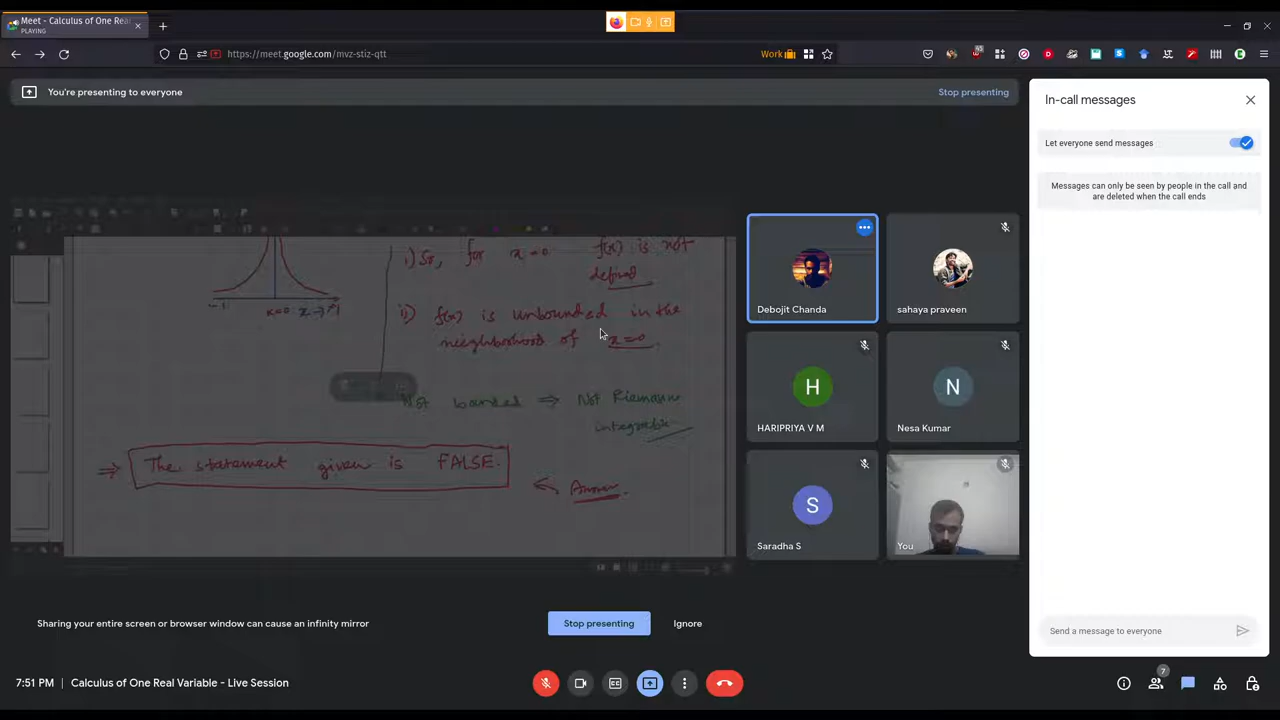 Meet - Calculus of One Real
PLAYING
https://meet.google.com/mvz-stiz-qtt
Work
You're presenting to everyone
Stop presenting
i) So, for x=0 f(x) is not
defined
-1 x=0
ii) f(x) is unbounded in the
neighborhood of x=0.
Not bounded ⇒ Not Riemann
integrable
⇒ The statement given is FALSE.
← Answer.
Debojit Chanda
sahaya praveen
H
HARIPRIYA V M
N
Nesa Kumar
S
Saradha S
You
Sharing your entire screen or browser window can cause an infinity mirror
Stop presenting
Ignore
In-call messages
Let everyone send messages
Messages can only be seen by people in the call and
are deleted when the call ends
Send a message to everyone
7:51 PM | Calculus of One Real Variable - Live Session
7